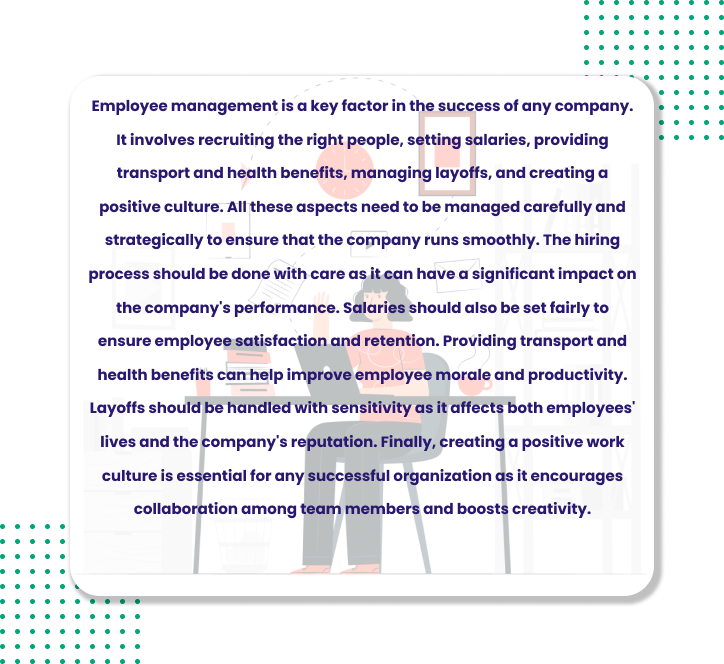 Employee management is a key factor in the success of any company.
It involves recruiting the right people, setting salaries, providing
transport and health benefits, managing layoffs, and creating a
positive culture. All these aspects need to be managed carefully and
strategically to ensure that the company runs smoothly. The hiring
process should be done with care as it can have a significant impact on
the company's performance. Salaries should also be set fairly to
ensure employee satisfaction and retention. Providing transport and
health benefits can help improve employee morale and productivity.
Layoffs should be handled with sensitivity as it affects both employees'
lives and the company's reputation. Finally, creating a positive work
culture is essential for any successful organization as it encourages
collaboration among team members and boosts creativity.